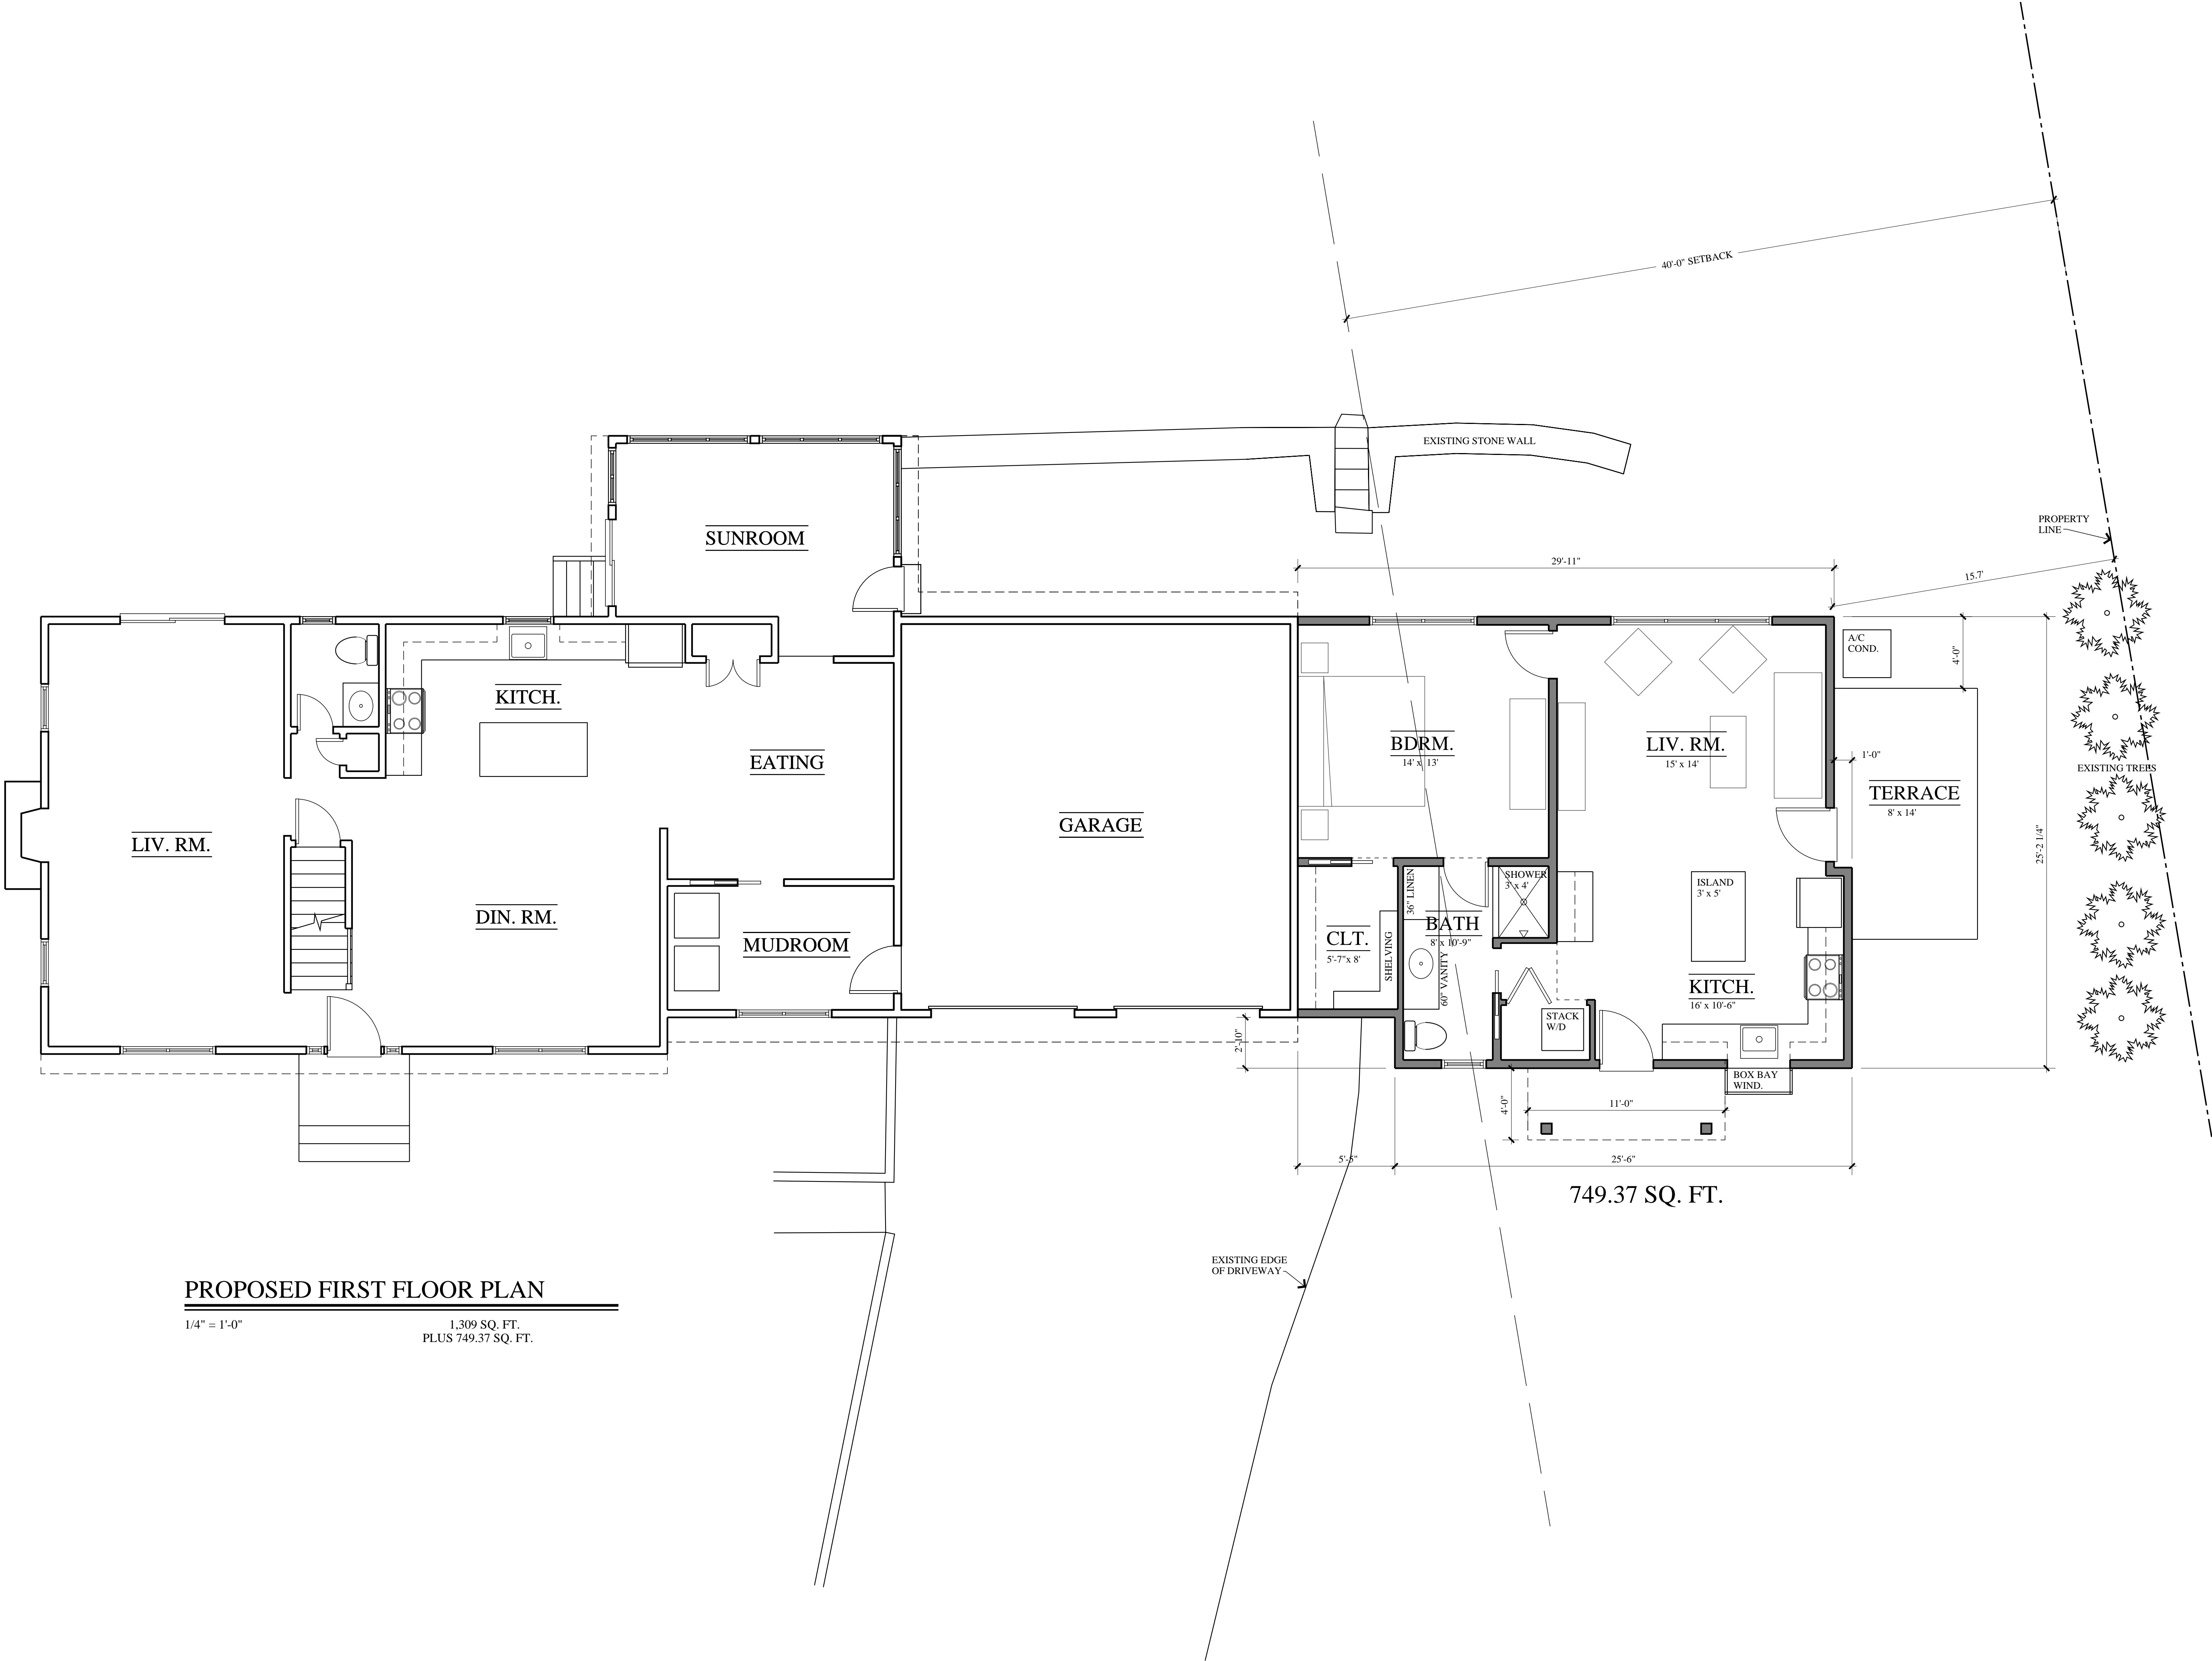 40'-0" SETBACK
EXISTING STONE WALL
PROPERTY
LINE
SUNROOM
29'-11"
15.7'
A/C
COND.
4'-0"
KITCH.
EATING
BDRM.
14' x 13'
LIV. RM.
15' x 14'
1'-0"
EXISTING TREES
TERRACE
8' x 14'
LIV. RM.
GARAGE
25'-2 1/4"
DIN. RM.
MUDROOM
36" LINEN
SHOWER
3' x 4'
ISLAND
3' x 5'
BATH
8' x 10'-9"
CLT.
5'-7"x 8'
SHELVING
60" VANITY
KITCH.
16' x 10'-6"
STACK
W/D
2'-10"
BOX BAY
WIND.
4'-0"
11'-0"
5'-5"
25'-6"
749.37 SQ. FT.
EXISTING EDGE
OF DRIVEWAY
PROPOSED FIRST FLOOR PLAN
1/4" = 1'-0"
1,309 SQ. FT.
PLUS 749.37 SQ. FT.